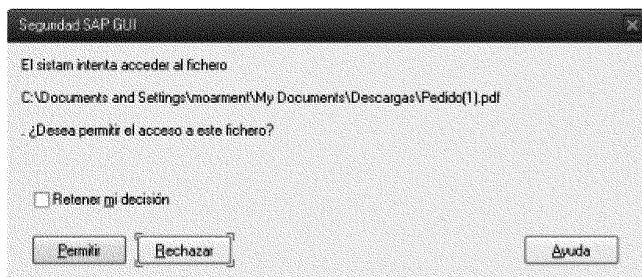 Seguridad SAP GUI
El sistam intenta acceder al fichero
C:\Documents and Settings\moarment\My Documents\Descargas\Pedido(1).pdf
. ¿Desea permitir el acceso a este fichero?
Retener mi decisión
Permitir Rechazar Ayuda